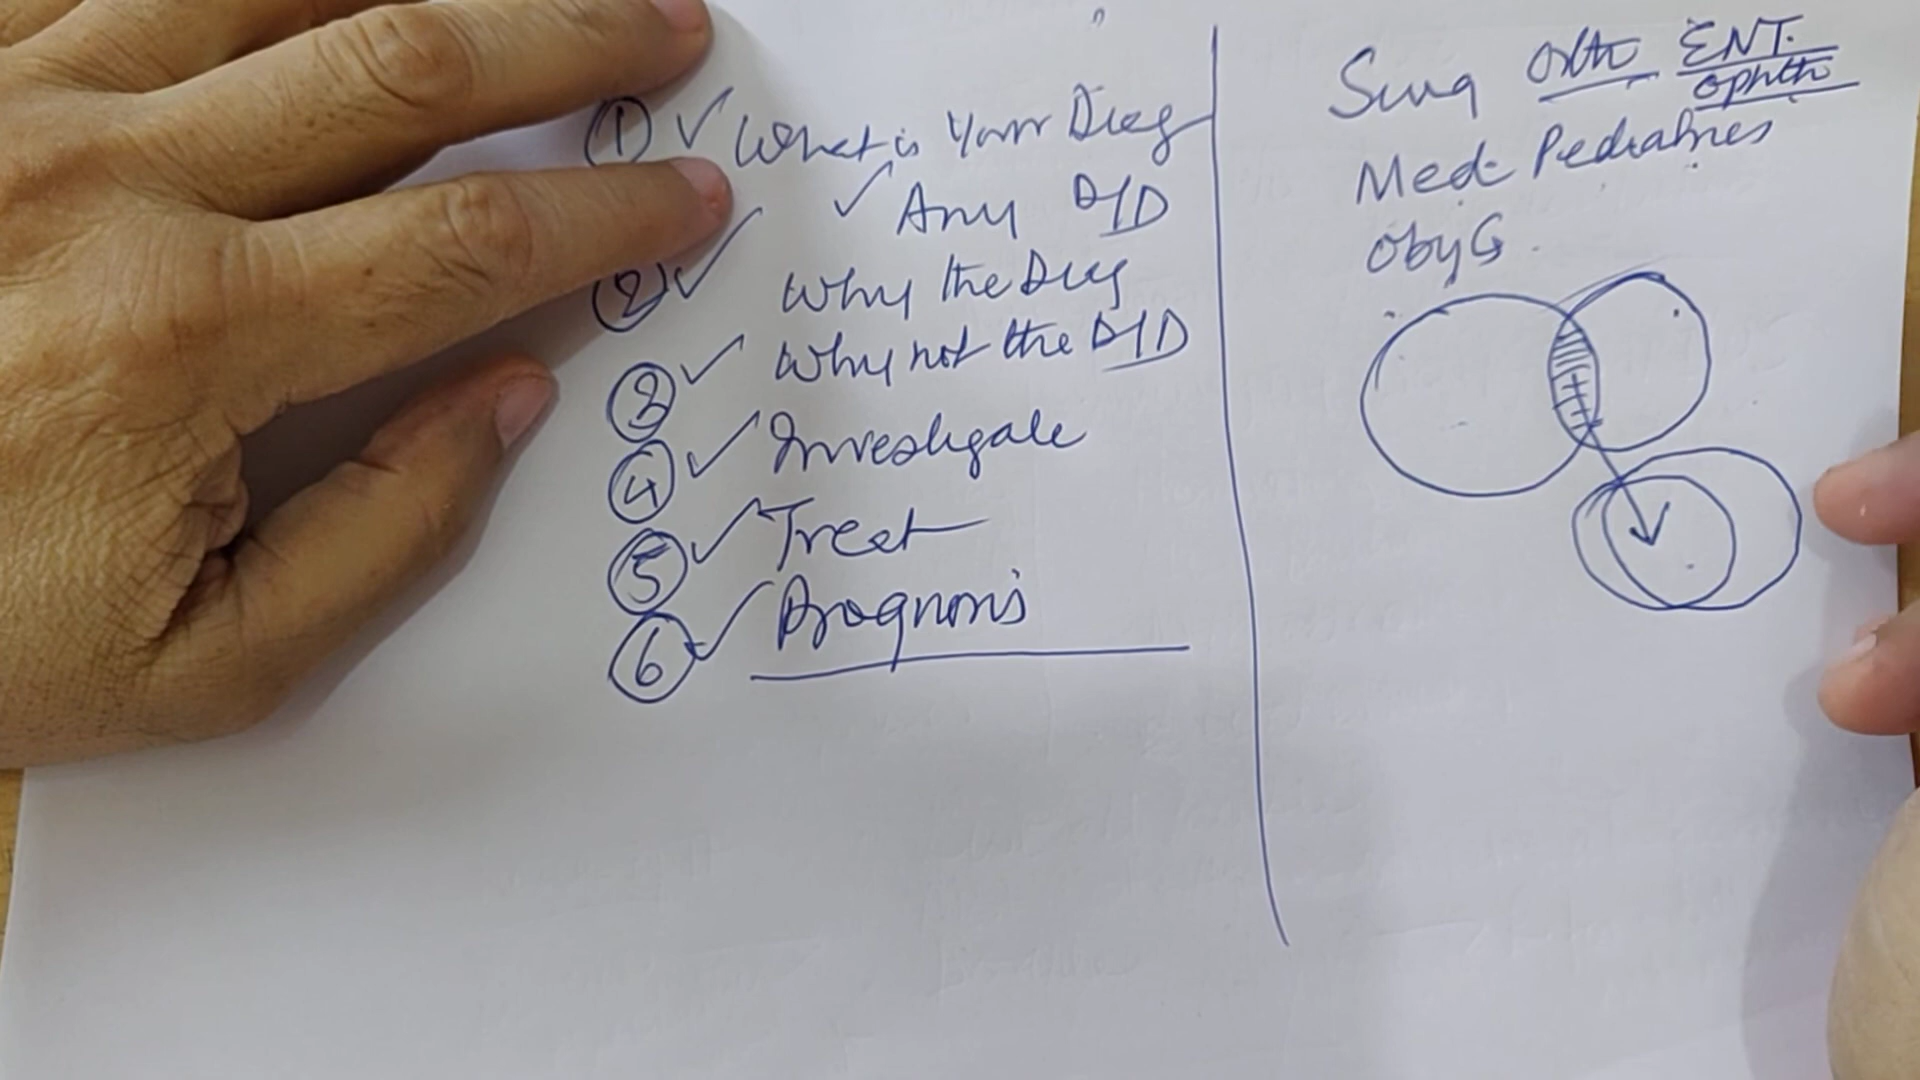 ① ✓ What is Your Diag
✓ Any D/D
② ✓ Why the Diag
③ ✓ Why not the D/D
④ ✓ Investigate
⑤ ✓ Treat
⑥ ✓ Prognosis
Surg Orth ENT.
Ophth
Med Pediatrics
ObyG.